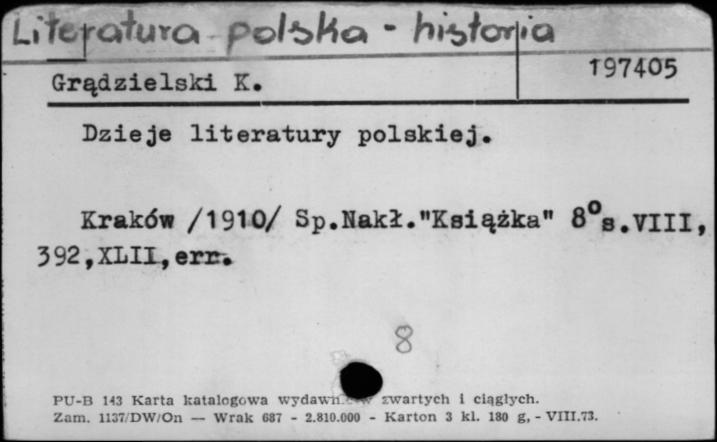 Literatura polska - historia
197405
Grądzielski K.
Dzieje literatury polskiej.
Kraków /1910/ Sp.Nakł."Książka" 8°s.VIII,
392,XLII,err.
8
PU-B 143 Karta katalogowa zwartych i ciągłych.
Zam. 1137/DW/On — Wrak 687 - 2.810.000 - Karton 3 kl. 180 g, - VIII.73.